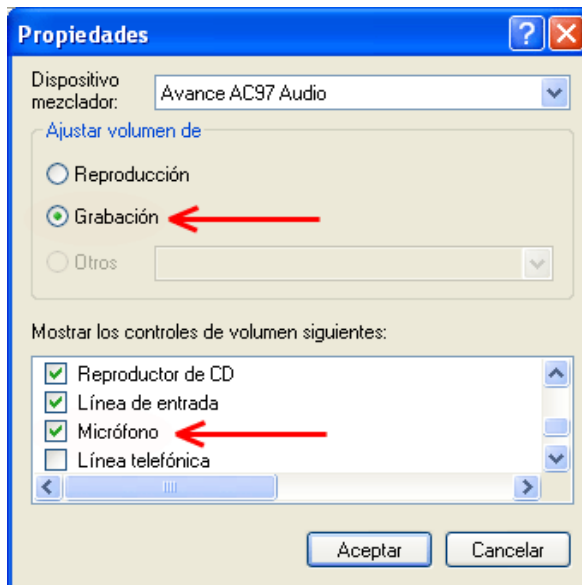 Propiedades
Dispositivo
mezclador:
Avance AC97 Audio
Ajustar volumen de
Reproducción
Grabación
Otros
Mostrar los controles de volumen siguientes:
Reproductor de CD
Línea de entrada
Micrófono
Línea telefónica
Aceptar Cancelar